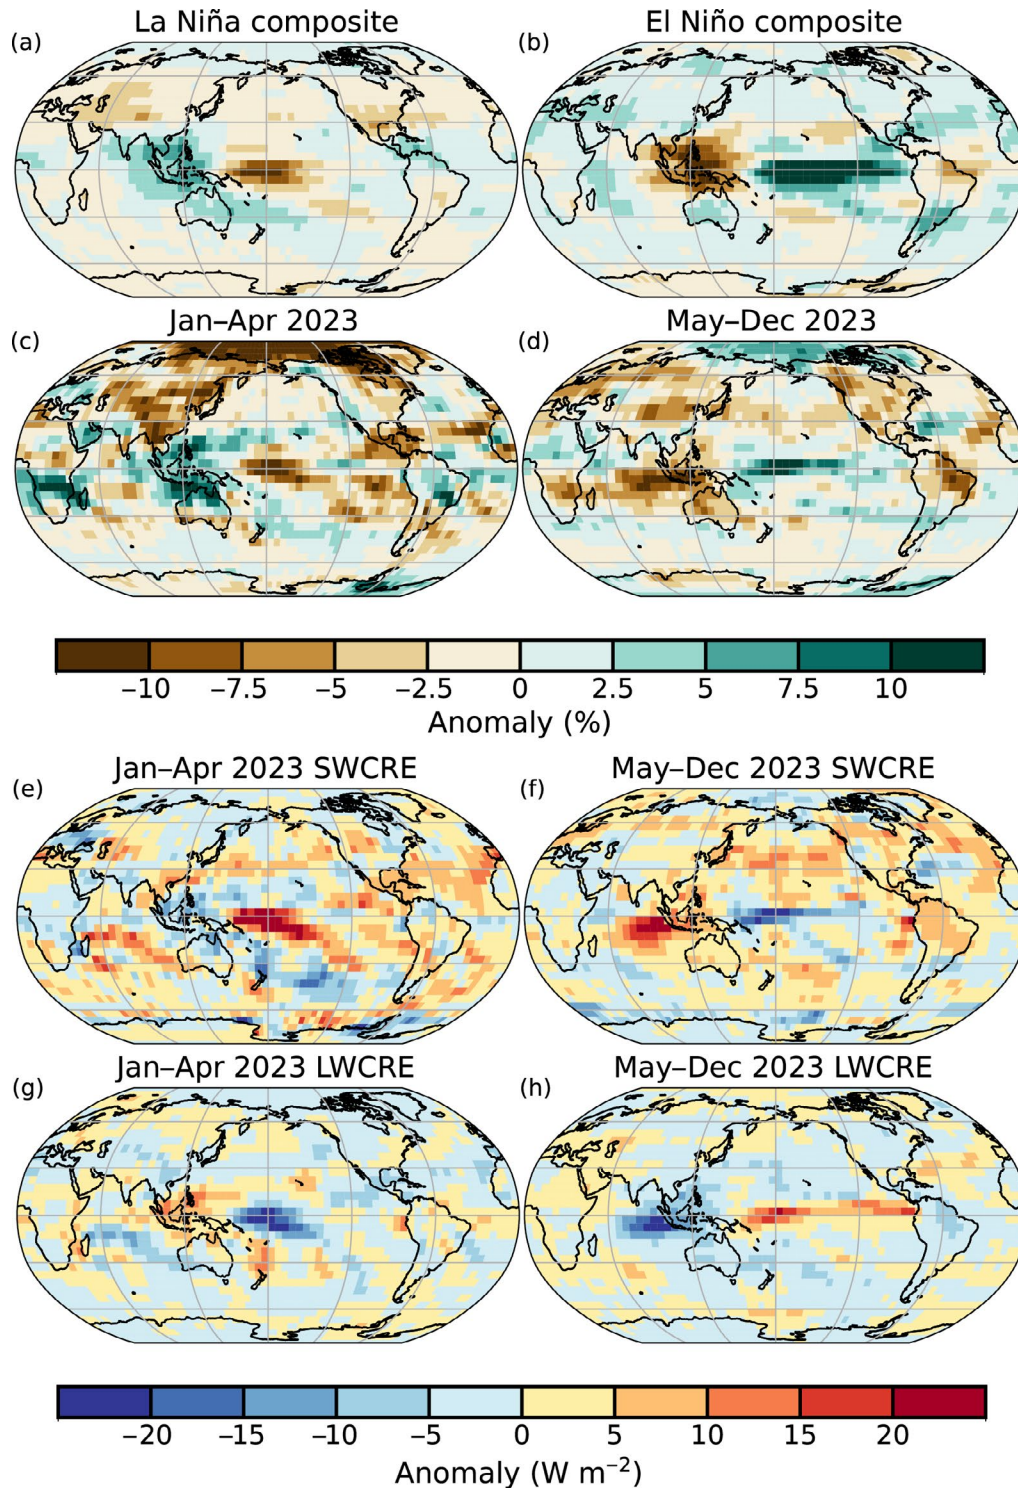 La Niña composite
El Niño composite
(a)
(b)
Jan–Apr 2023
May–Dec 2023
(c)
(d)
–10 –7.5 –5 –2.5 0 2.5 5 7.5 10
Anomaly (%)
Jan–Apr 2023 SWCRE
May–Dec 2023 SWCRE
(e)
(f)
Jan–Apr 2023 LWCRE
May–Dec 2023 LWCRE
(g)
(h)
–20 –15 –10 –5 0 5 10 15 20
Anomaly (W m⁻²)